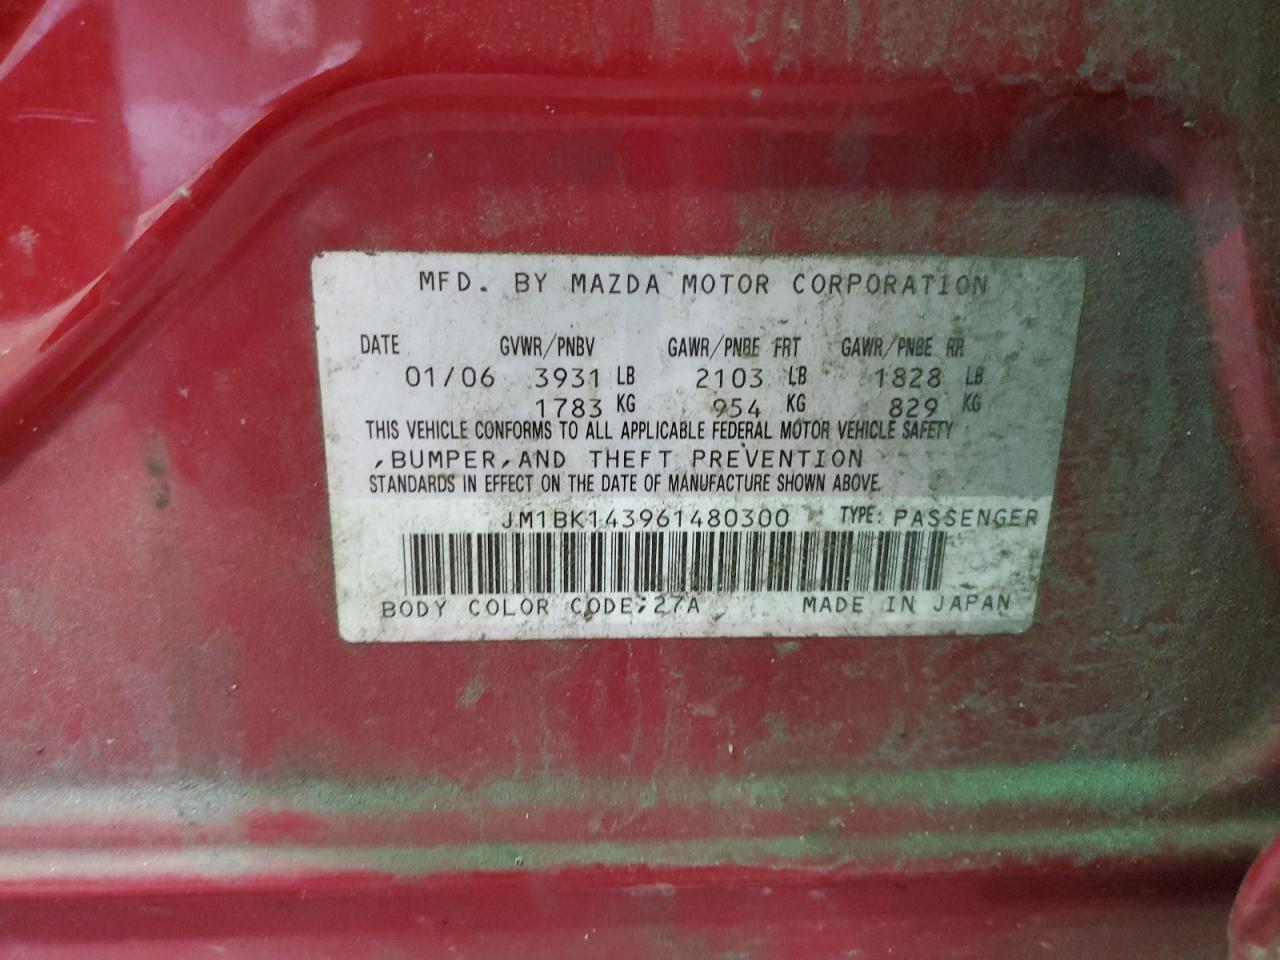 MFD. BY MAZDA MOTOR CORPORATION
DATE GVWR/PNBV GAWR/PNBE FRT GAWR/PNBE RR
01/06 3931 LB 2103 LB 1828 LB
1783 KG 954 KG 829 KG
THIS VEHICLE CONFORMS TO ALL APPLICABLE FEDERAL MOTOR VEHICLE SAFETY
,BUMPER,AND THEFT PREVENTION
STANDARDS IN EFFECT ON THE DATE OF MANUFACTURE SHOWN ABOVE.
JM1BK143961480300 TYPE: PASSENGER
BODY COLOR CODE:27A MADE IN JAPAN